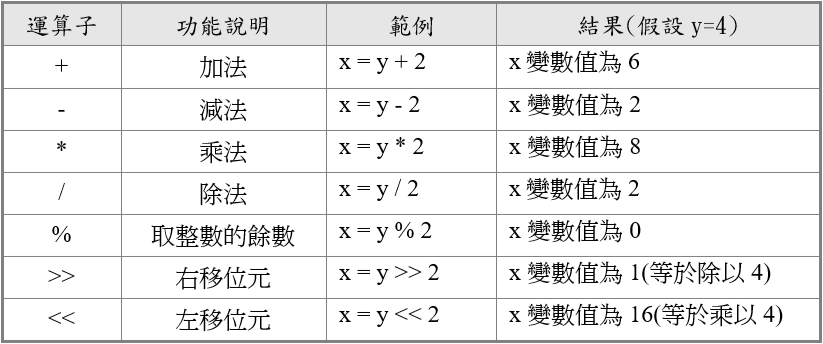 運算子 功能說明 範例 結果(假設 y=4)
+ 加法 x = y + 2 x 變數值為 6
- 減法 x = y - 2 x 變數值為 2
* 乘法 x = y * 2 x 變數值為 8
/ 除法 x = y / 2 x 變數值為 2
% 取整數的餘數 x = y % 2 x 變數值為 0
>> 右移位元 x = y >> 2 x 變數值為 1(等於除以 4)
<< 左移位元 x = y << 2 x 變數值為 16(等於乘以 4)